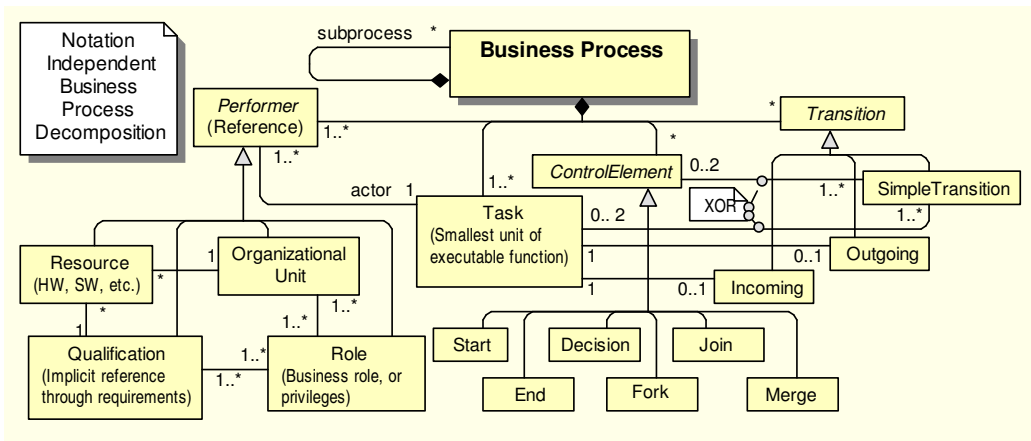 Notation
Independent
Business
Process
Decomposition
subprocess *
Business Process
Performer
(Reference)
1..*
*
Transition
1..*
1..*
*
ControlElement
0..2
1..*
SimpleTransition
actor 1
Task
(Smallest unit of
executable function)
0.. 2
XOR
1..*
1
0..1
Outgoing
1
0..1
Incoming
Resource
(HW, SW, etc.)
*
1
Organizational
Unit
*
1
1..*
1..*
Qualification
(Implicit reference
through requirements)
1..*
1..*
Role
(Business role, or
privileges)
Start
Decision
Join
End
Fork
Merge